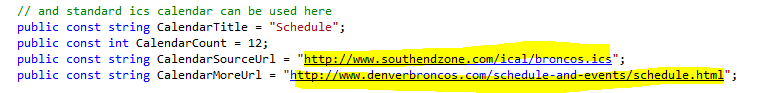 // and standard ics calendar can be used here
public const string CalendarTitle = "Schedule";
public const int CalendarCount = 12;
public const string CalendarSourceUrl = "http://www.southendzone.com/ical/broncos.ics";
public const string CalendarMoreUrl = "http://www.denverbroncos.com/schedule-and-events/schedule.html";